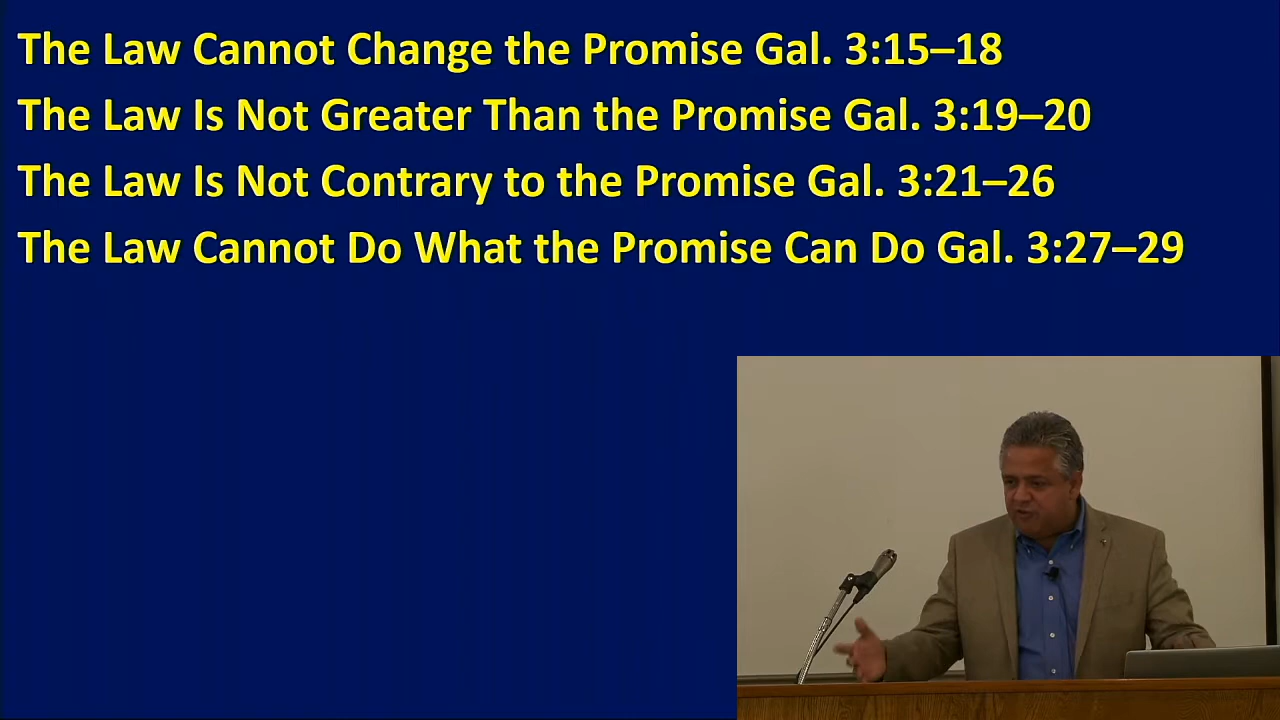 The Law Cannot Change the Promise Gal. 3:15–18
The Law Is Not Greater Than the Promise Gal. 3:19–20
The Law Is Not Contrary to the Promise Gal. 3:21–26
The Law Cannot Do What the Promise Can Do Gal. 3:27–29